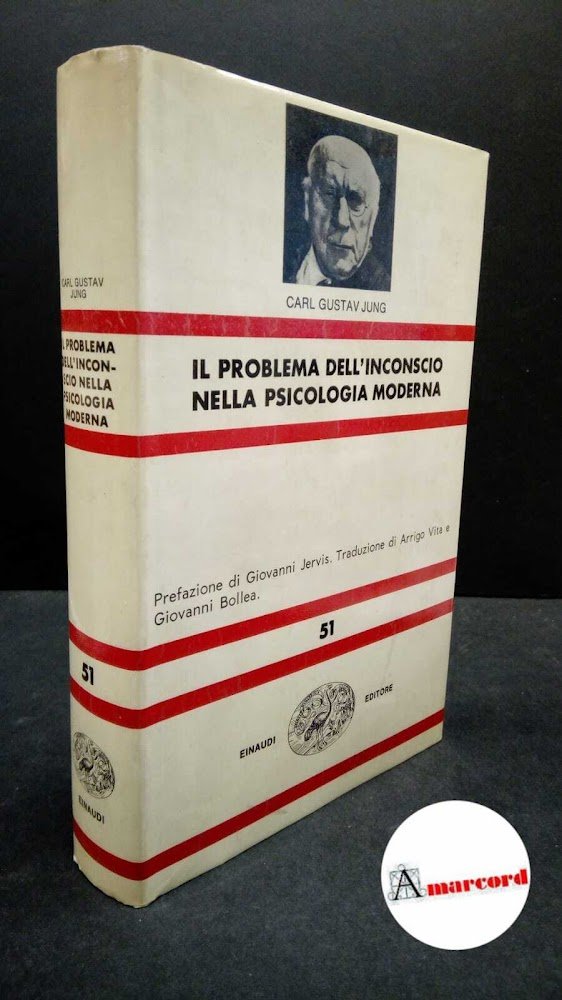 CARL GUSTAV
JUNG
IL PROBLEMA
DELL'INCON-
SCIO NELLA
PSICOLOGIA
MODERNA
51
EINAUDI
CARL GUSTAV JUNG
IL PROBLEMA DELL'INCONSCIO
NELLA PSICOLOGIA MODERNA
Prefazione di Giovanni Jervis. Traduzione di Arrigo Vita e
Giovanni Bollea.
51
EINAUDI EDITORE
Amarcord